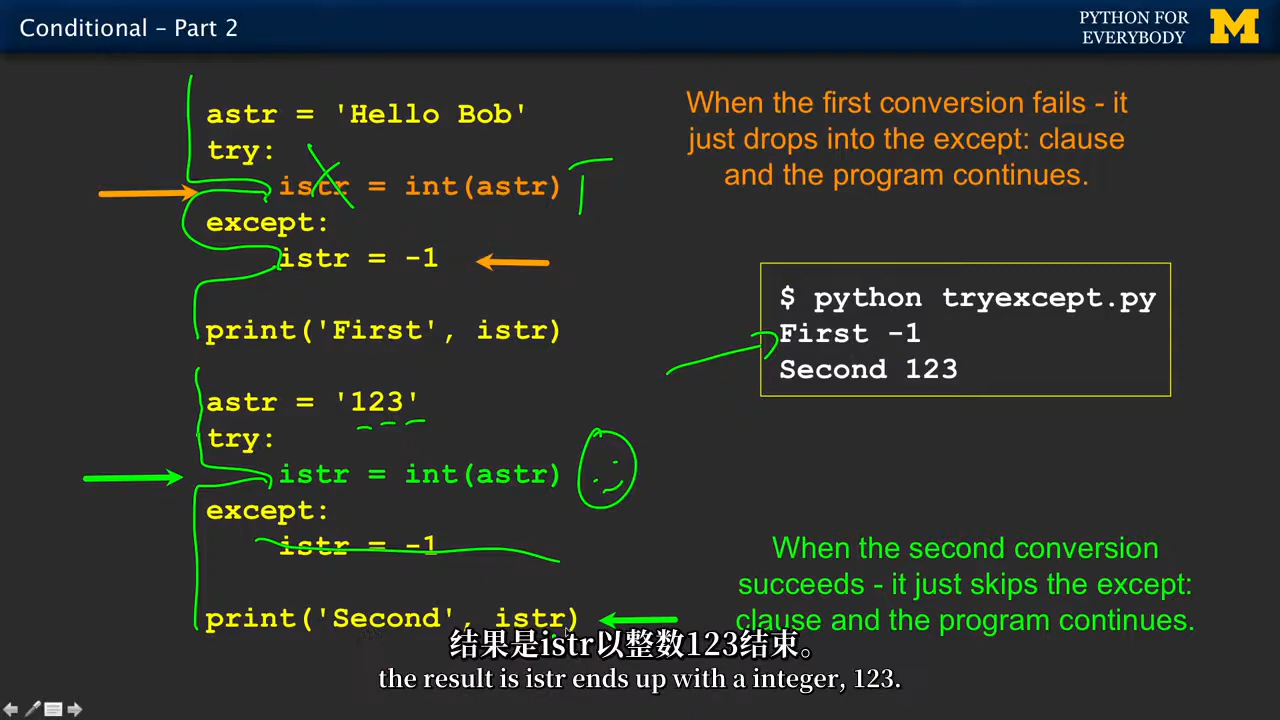 Conditional – Part 2
PYTHON FOR
EVERYBODY
M
astr = 'Hello Bob'
try:
    istr = int(astr)
except:
    istr = -1
print('First', istr)
astr = '123'
try:
    istr = int(astr)
except:
    istr = -1
print('Second', istr)
When the first conversion fails - it
just drops into the except: clause
and the program continues.
$ python tryexcept.py
First -1
Second 123
When the second conversion
succeeds - it just skips the except:
clause and the program continues.
结果是istr以整数123结束。
the result is istr ends up with a integer, 123.